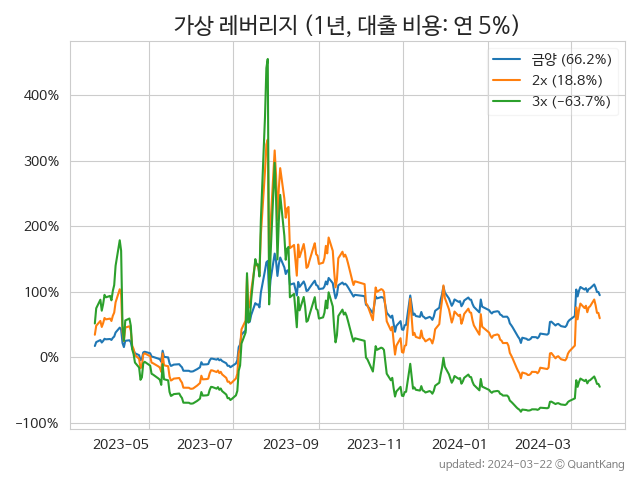 가상 레버리지 (1년, 대출 비용: 연 5%)
금양 (66.2%)
2x (18.8%)
3x (−63.7%)
400%
300%
200%
100%
0%
−100%
2023-05
2023-07
2023-09
2023-11
2024-01
2024-03
updated: 2024-03-22 © QuantKang